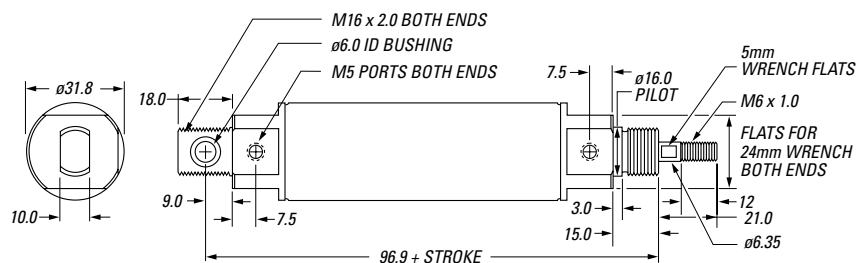 M16 x 2.0 BOTH ENDS
ø6.0 ID BUSHING
M5 PORTS BOTH ENDS
ø31.8
18.0
7.5
ø16.0
PILOT
5mm
WRENCH FLATS
M6 x 1.0
FLATS FOR
24mm WRENCH
BOTH ENDS
10.0
9.0
7.5
3.0
15.0
12
21.0
ø6.35
96.9 + STROKE